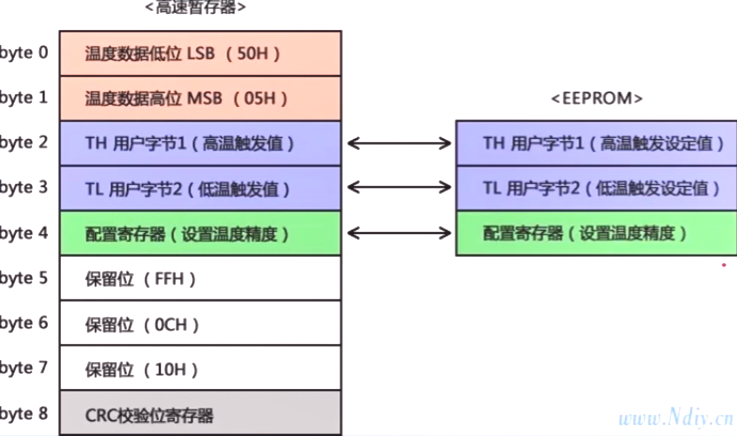 <高速暂存器>
byte 0 温度数据低位 LSB （50H）
byte 1 温度数据高位 MSB （05H）
<EEPROM>
byte 2 TH 用户字节1（高温触发值） TH 用户字节1（高温触发设定值）
byte 3 TL 用户字节2（低温触发值） TL 用户字节2（低温触发设定值）
byte 4 配置寄存器（设置温度精度） 配置寄存器（设置温度精度）
byte 5 保留位 （FFH）
byte 6 保留位 （0CH）
byte 7 保留位 （10H）
byte 8 CRC校验位寄存器
www.Ndiy.cn